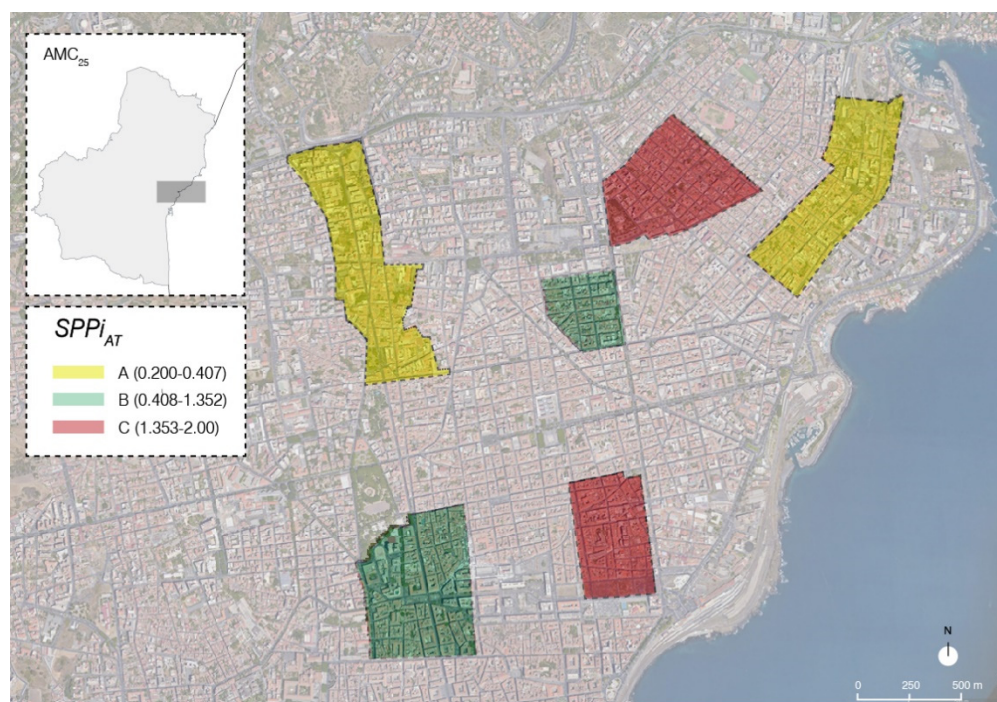 AMC25
SPPiAT
A (0.200-0.407)
B (0.408-1.352)
C (1.353-2.00)
N
0 250 500 m